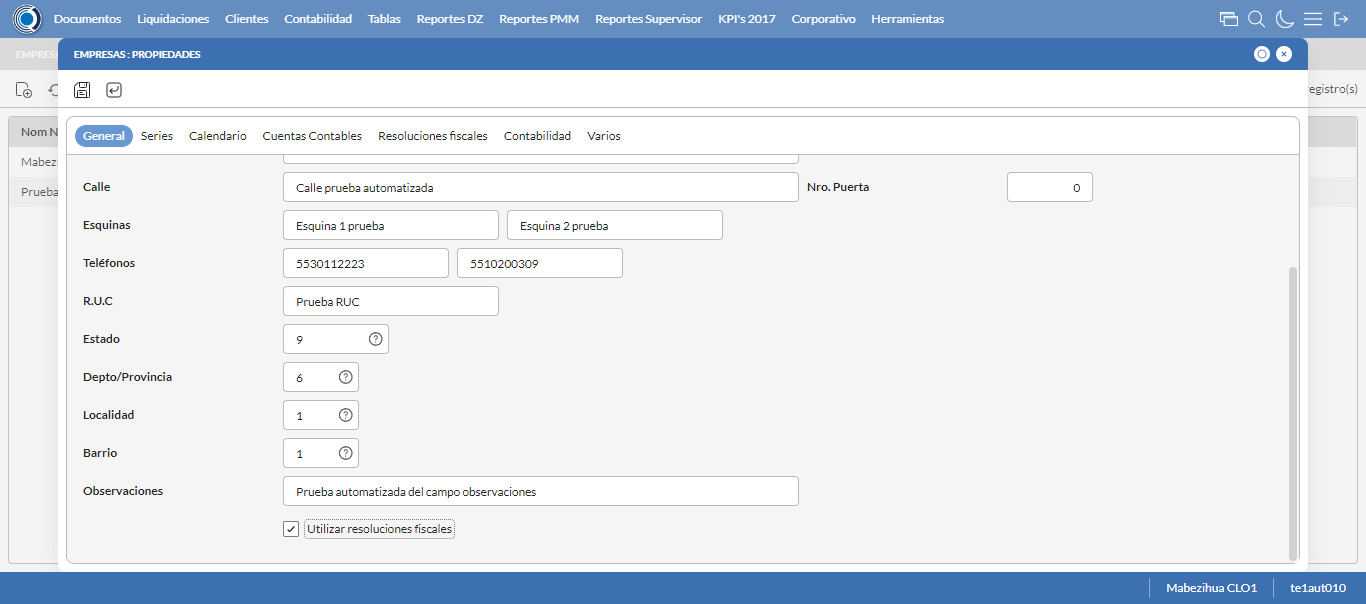 Documentos Liquidaciones Clientes Contabilidad Tablas Reportes DZ Reportes PMM Reportes Supervisor KPI's 2017 Corporativo Herramientas
EMPRESAS : PROPIEDADES
General Series Calendario Cuentas Contables Resoluciones fiscales Contabilidad Varios
Nom N
Mabez
Prueba
Calle Calle prueba automatizada Nro. Puerta 0
Esquinas Esquina 1 prueba Esquina 2 prueba
Teléfonos 5530112223 5510200309
R.U.C Prueba RUC
Estado 9
Depto/Provincia 6
Localidad 1
Barrio 1
Observaciones Prueba automatizada del campo observaciones
Utilizar resoluciones fiscales
Mabezihua CLO1 te1aut010